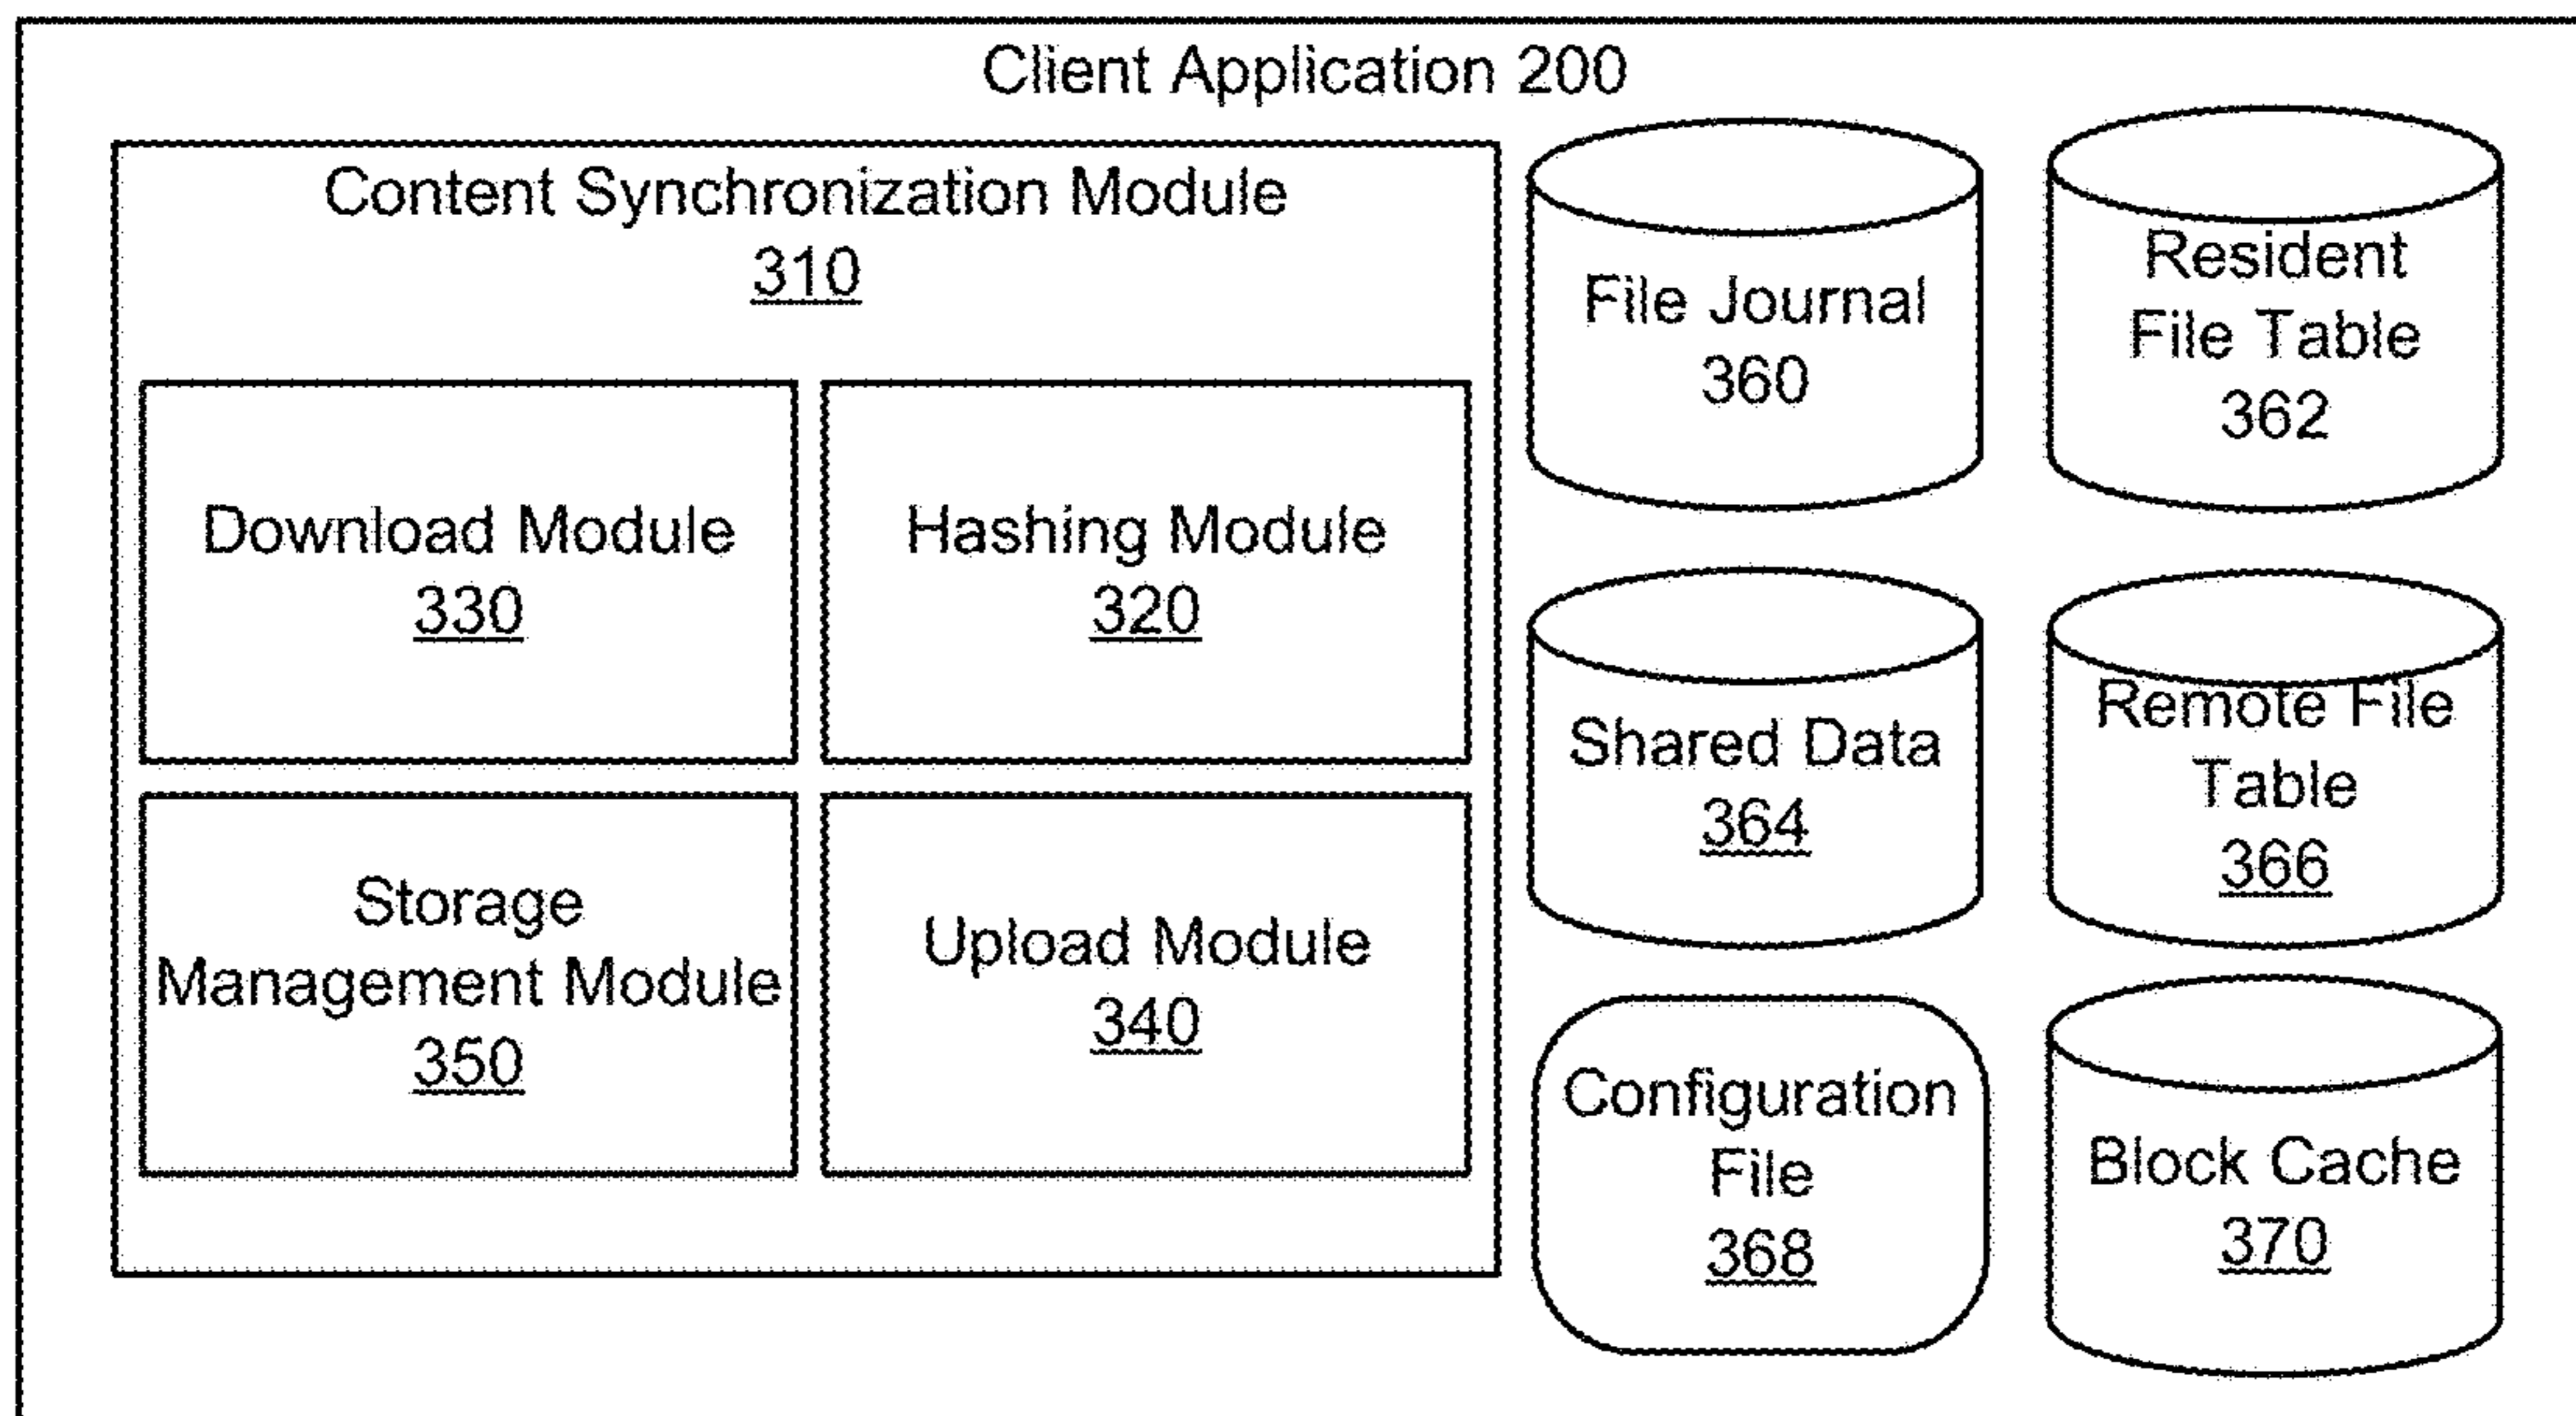 Client Application 200
Content Synchronization Module
310
Download Module
330
Hashing Module
320
Storage
Management Module
350
Upload Module
340
File Journal
360
Resident
File Table
362
Shared Data
364
Remote File
Table
366
Configuration
File
368
Block Cache
370